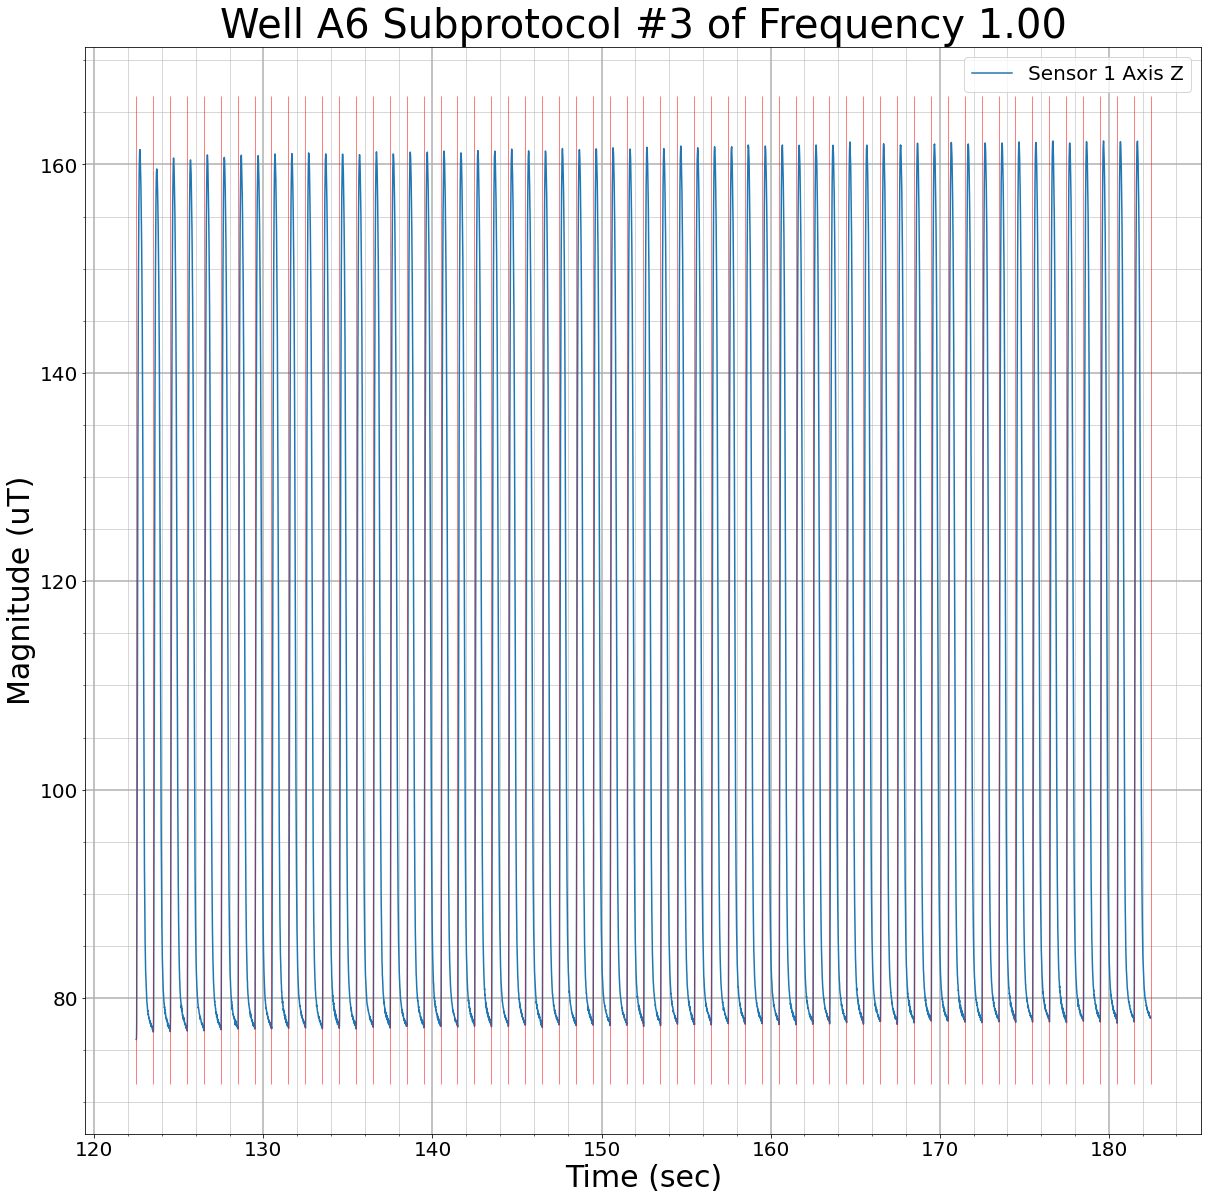 Well A6 Subprotocol #3 of Frequency 1.00
Sensor 1 Axis Z
160
140
120
100
80
Magnitude (uT)
120 130 140 150 160 170 180
Time (sec)